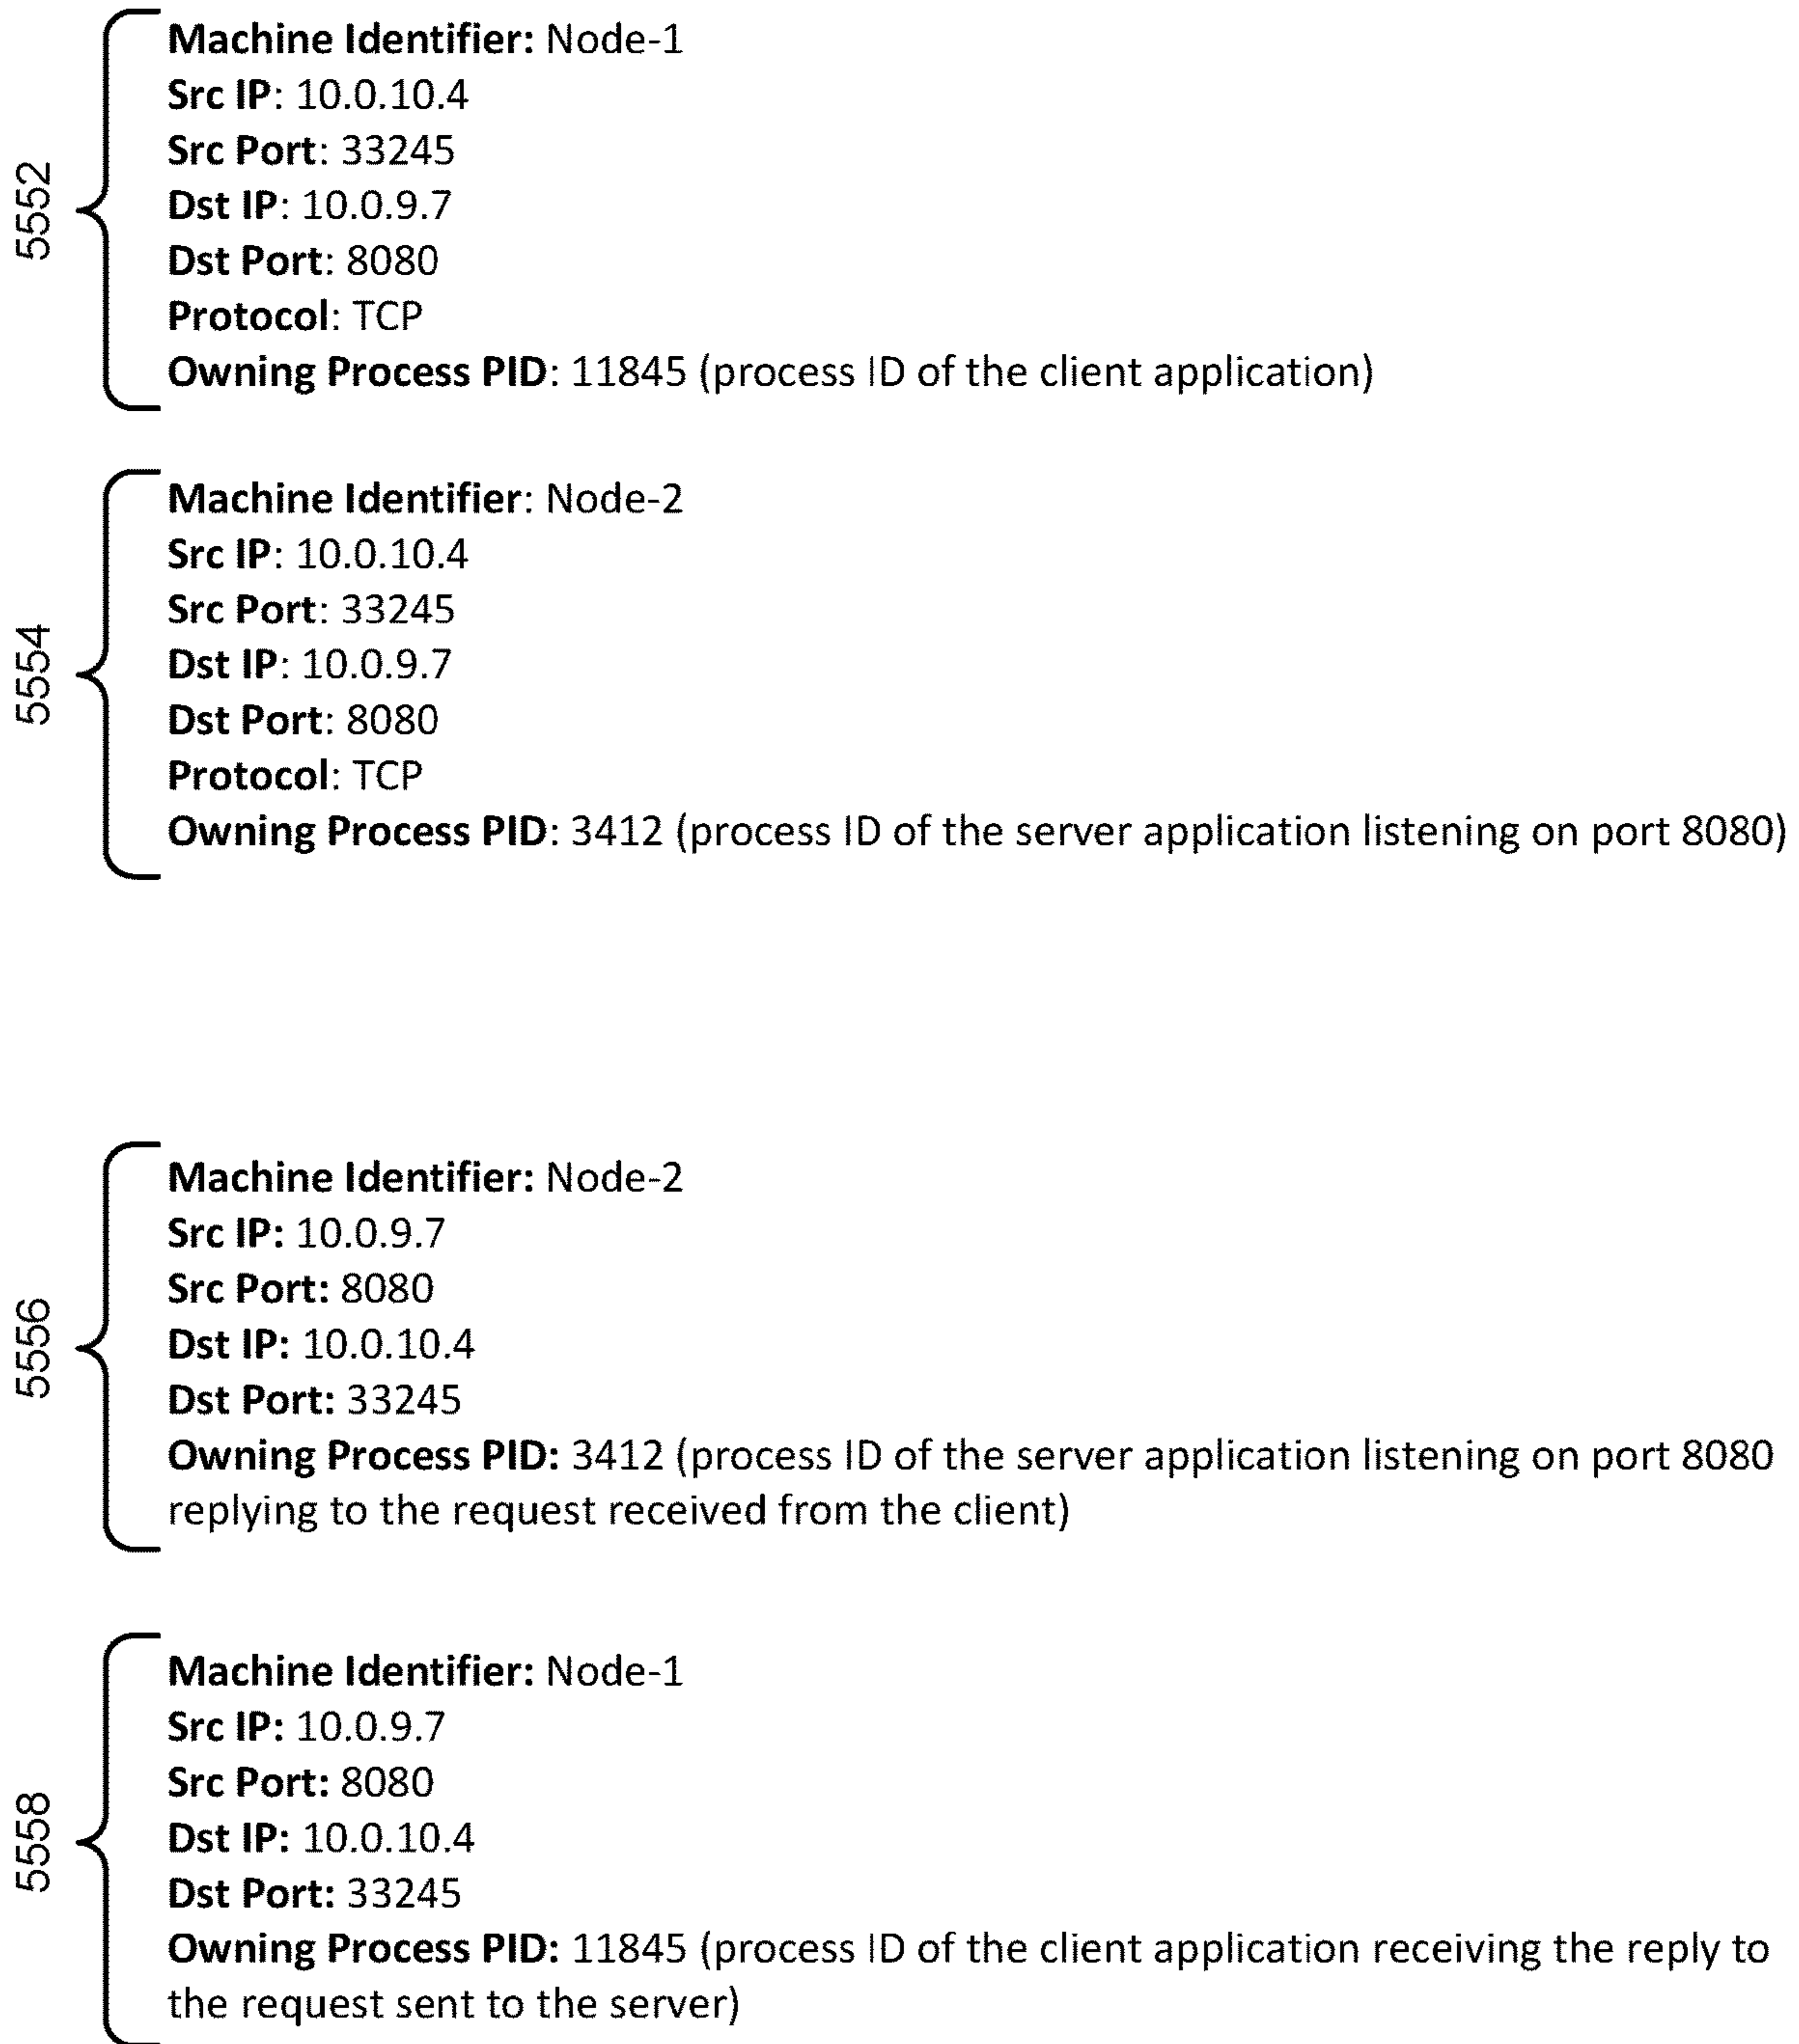 5552
Machine Identifier: Node-1
Src IP: 10.0.10.4
Src Port: 33245
Dst IP: 10.0.9.7
Dst Port: 8080
Protocol: TCP
Owning Process PID: 11845 (process ID of the client application)
5554
Machine Identifier: Node-2
Src IP: 10.0.10.4
Src Port: 33245
Dst IP: 10.0.9.7
Dst Port: 8080
Protocol: TCP
Owning Process PID: 3412 (process ID of the server application listening on port 8080)
5556
Machine Identifier: Node-2
Src IP: 10.0.9.7
Src Port: 8080
Dst IP: 10.0.10.4
Dst Port: 33245
Owning Process PID: 3412 (process ID of the server application listening on port 8080
replying to the request received from the client)
5558
Machine Identifier: Node-1
Src IP: 10.0.9.7
Src Port: 8080
Dst IP: 10.0.10.4
Dst Port: 33245
Owning Process PID: 11845 (process ID of the client application receiving the reply to
the request sent to the server)